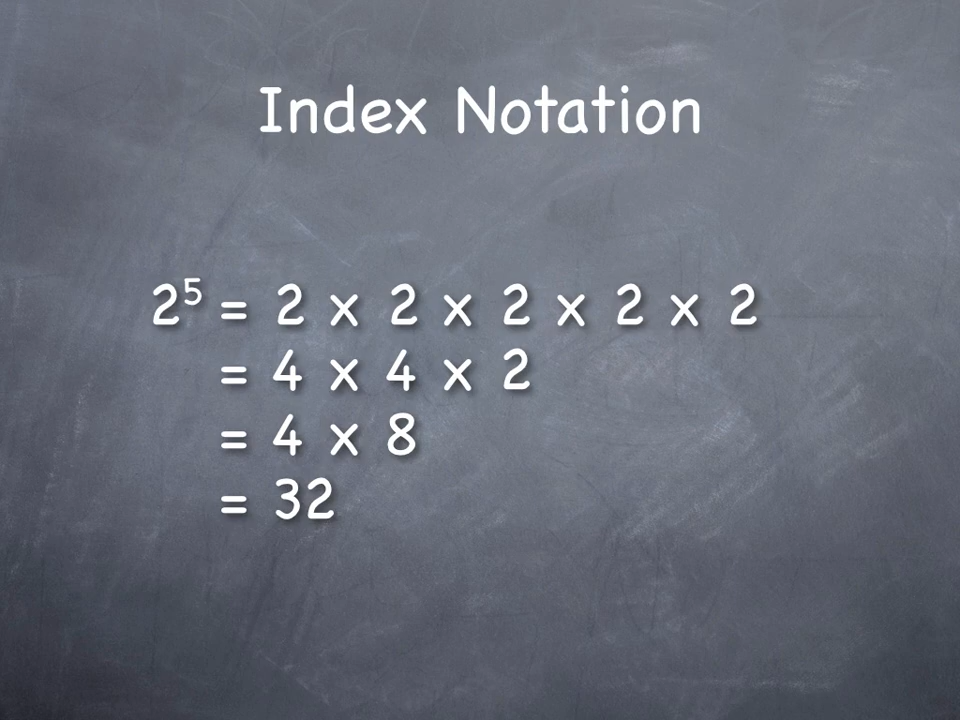 Index Notation
2⁵ = 2 x 2 x 2 x 2 x 2
= 4 x 4 x 2
= 4 x 8
= 32